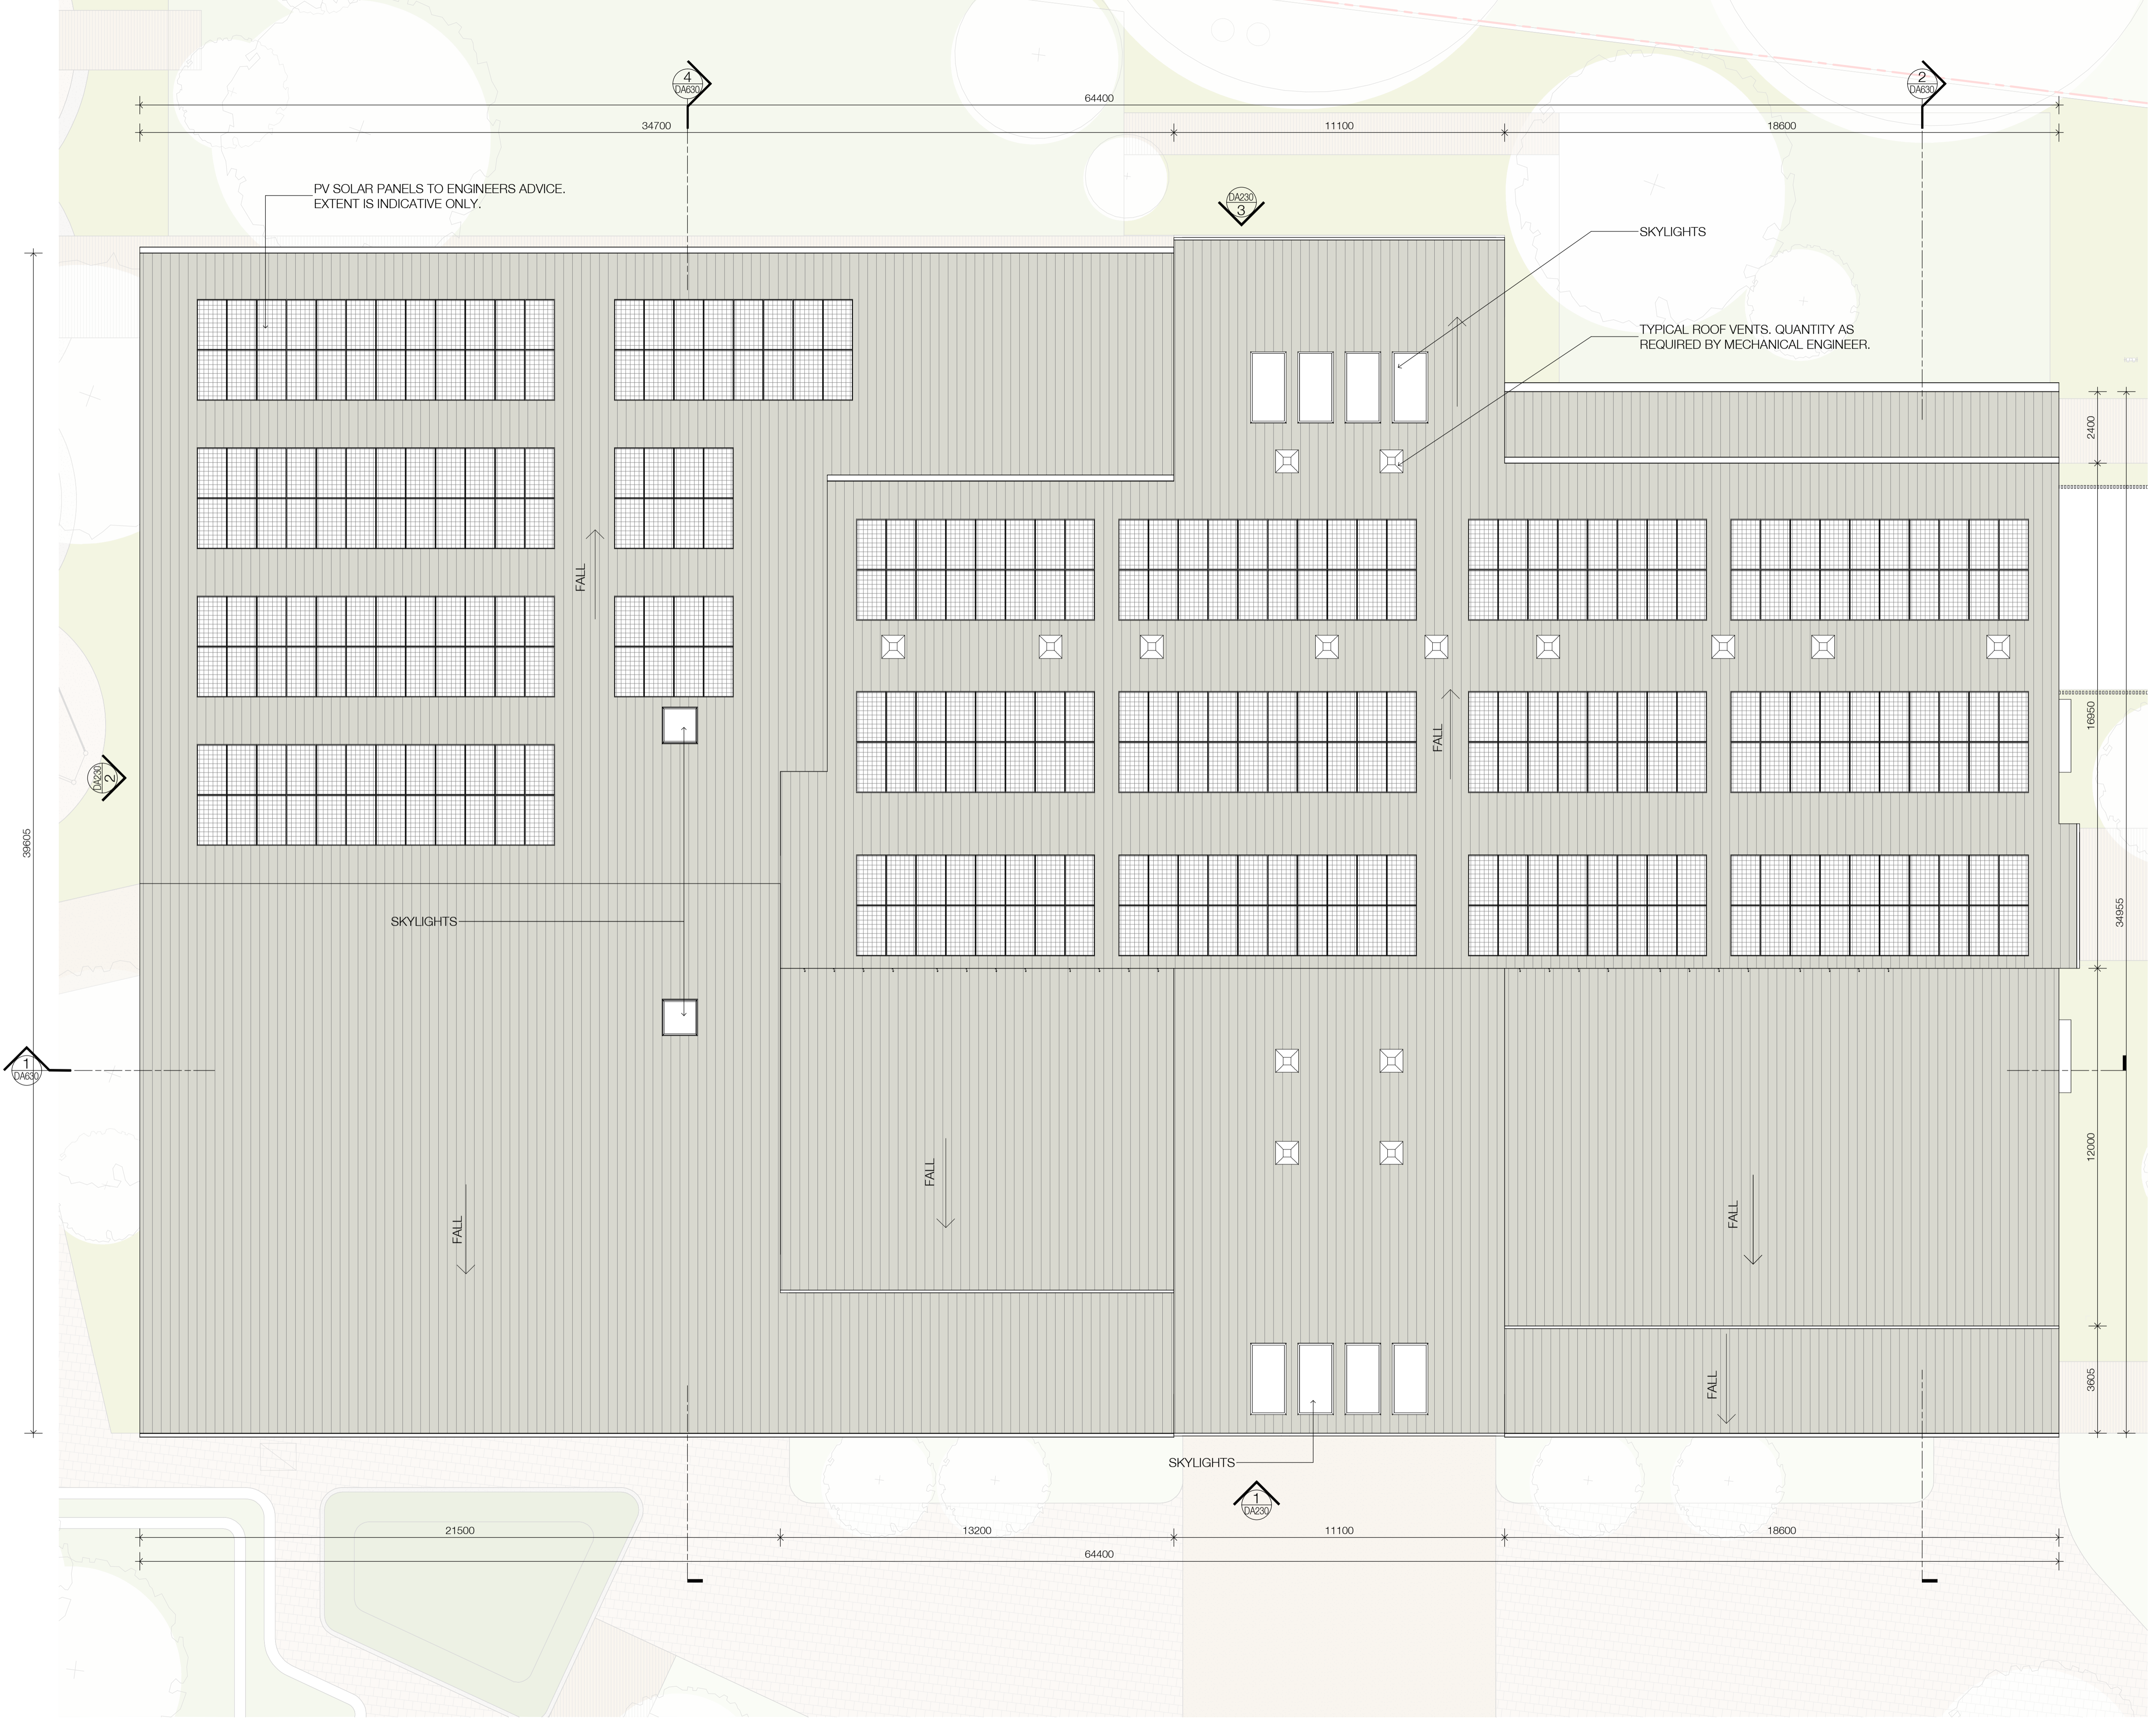 4
DA630
2
DA630
64400
34700
11100
18600
PV SOLAR PANELS TO ENGINEERS ADVICE.
EXTENT IS INDICATIVE ONLY.
DA230
3
SKYLIGHTS
TYPICAL ROOF VENTS. QUANTITY AS
REQUIRED BY MECHANICAL ENGINEER.
2400
FALL
FALL
16950
DA230
2
39605
SKYLIGHTS
34955
1
DA630
12000
FALL
FALL
FALL
FALL
3605
SKYLIGHTS
1
DA230
21500
13200
11100
18600
64400